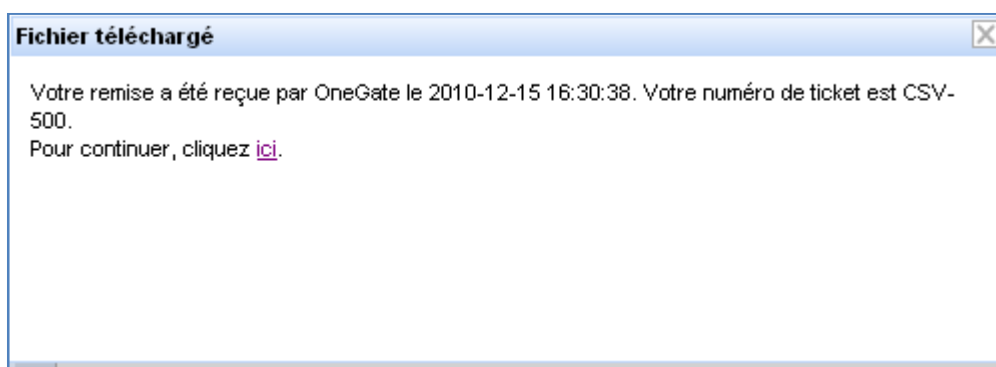 Fichier téléchargé
Votre remise a été reçue par OneGate le 2010-12-15 16:30:38. Votre numéro de ticket est CSV-
500.
Pour continuer, cliquez ici.